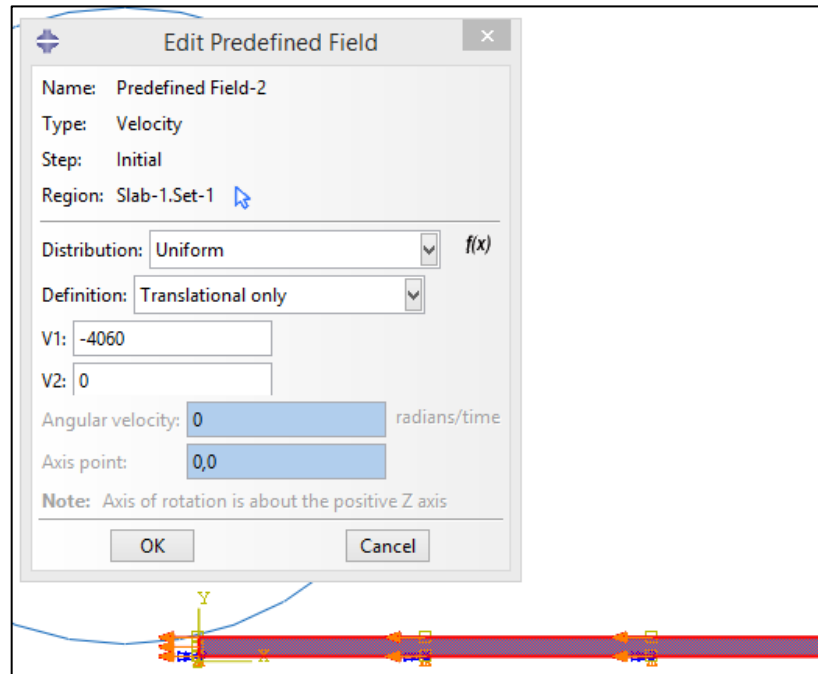 Edit Predefined Field
Name: Predefined Field-2
Type: Velocity
Step: Initial
Region: Slab-1.Set-1
Distribution: Uniform f(x)
Definition: Translational only
V1: -4060
V2: 0
Angular velocity: 0 radians/time
Axis point: 0,0
Note: Axis of rotation is about the positive Z axis
OK Cancel
Y
X